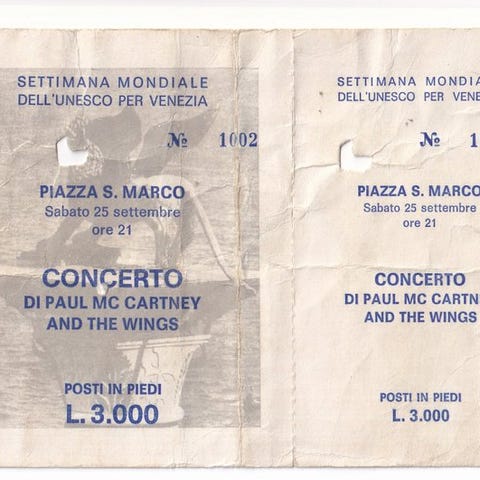 SETTIMANA MONDIALE
DELL'UNESCO PER VENEZIA
№ 1002
PIAZZA S. MARCO
Sabato 25 settembre
ore 21
CONCERTO
DI PAUL MC CARTNEY
AND THE WINGS
POSTI IN PIEDI
L. 3.000
SETTIMANA MONDIA
DELL'UNESCO PER VENE
№ 1
PIAZZA S. MARCO
Sabato 25 settembre
ore 21
CONCERTO
DI PAUL MC CARTN
AND THE WINGS
POSTI IN PIEDI
L. 3.000